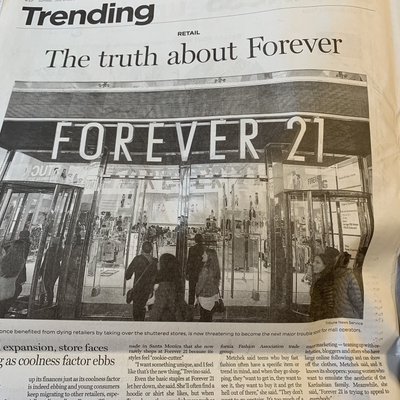 Trending
RETAIL
The truth about Forever
FOREVER 21
Tribune News Service
once benefited from dying retailers by taking over the shuttered stores, is now threatening to become the next major trouble spot for mall operators.
expansion, store faces
as coolness factor ebbs
up its finances just as its coolness factor
is indeed ebbing and young consumers
keep migrating to other retailers, espe-
made in Santa Monica that she now
rarely shops at Forever 21 because its
styles feel "cookie-cutter."
"I want something unique, and I feel
like that's the new thing," Trevino said.
Even the basic staples at Forever 21
let her down, she said. She'll often find a
hoodie or shirt she likes, but when
fornia Fashion Association trade
group.
Metchek said teens who buy fast
fashion often have a specific item or
trend in mind, and when they go shop-
ping, "they want to get in, they want to
see it, they want to buy it and get the
hell out of there," she said. "They don't
marketing — teaming up with
bloggers and others who have
large online followings and can show
off the clothes, Metchek said, and is
known for targeting young women who
want to emulate the aesthetic of the
Kardashian family. Meanwhile, she
said, "Forever 21 is trying to appeal to